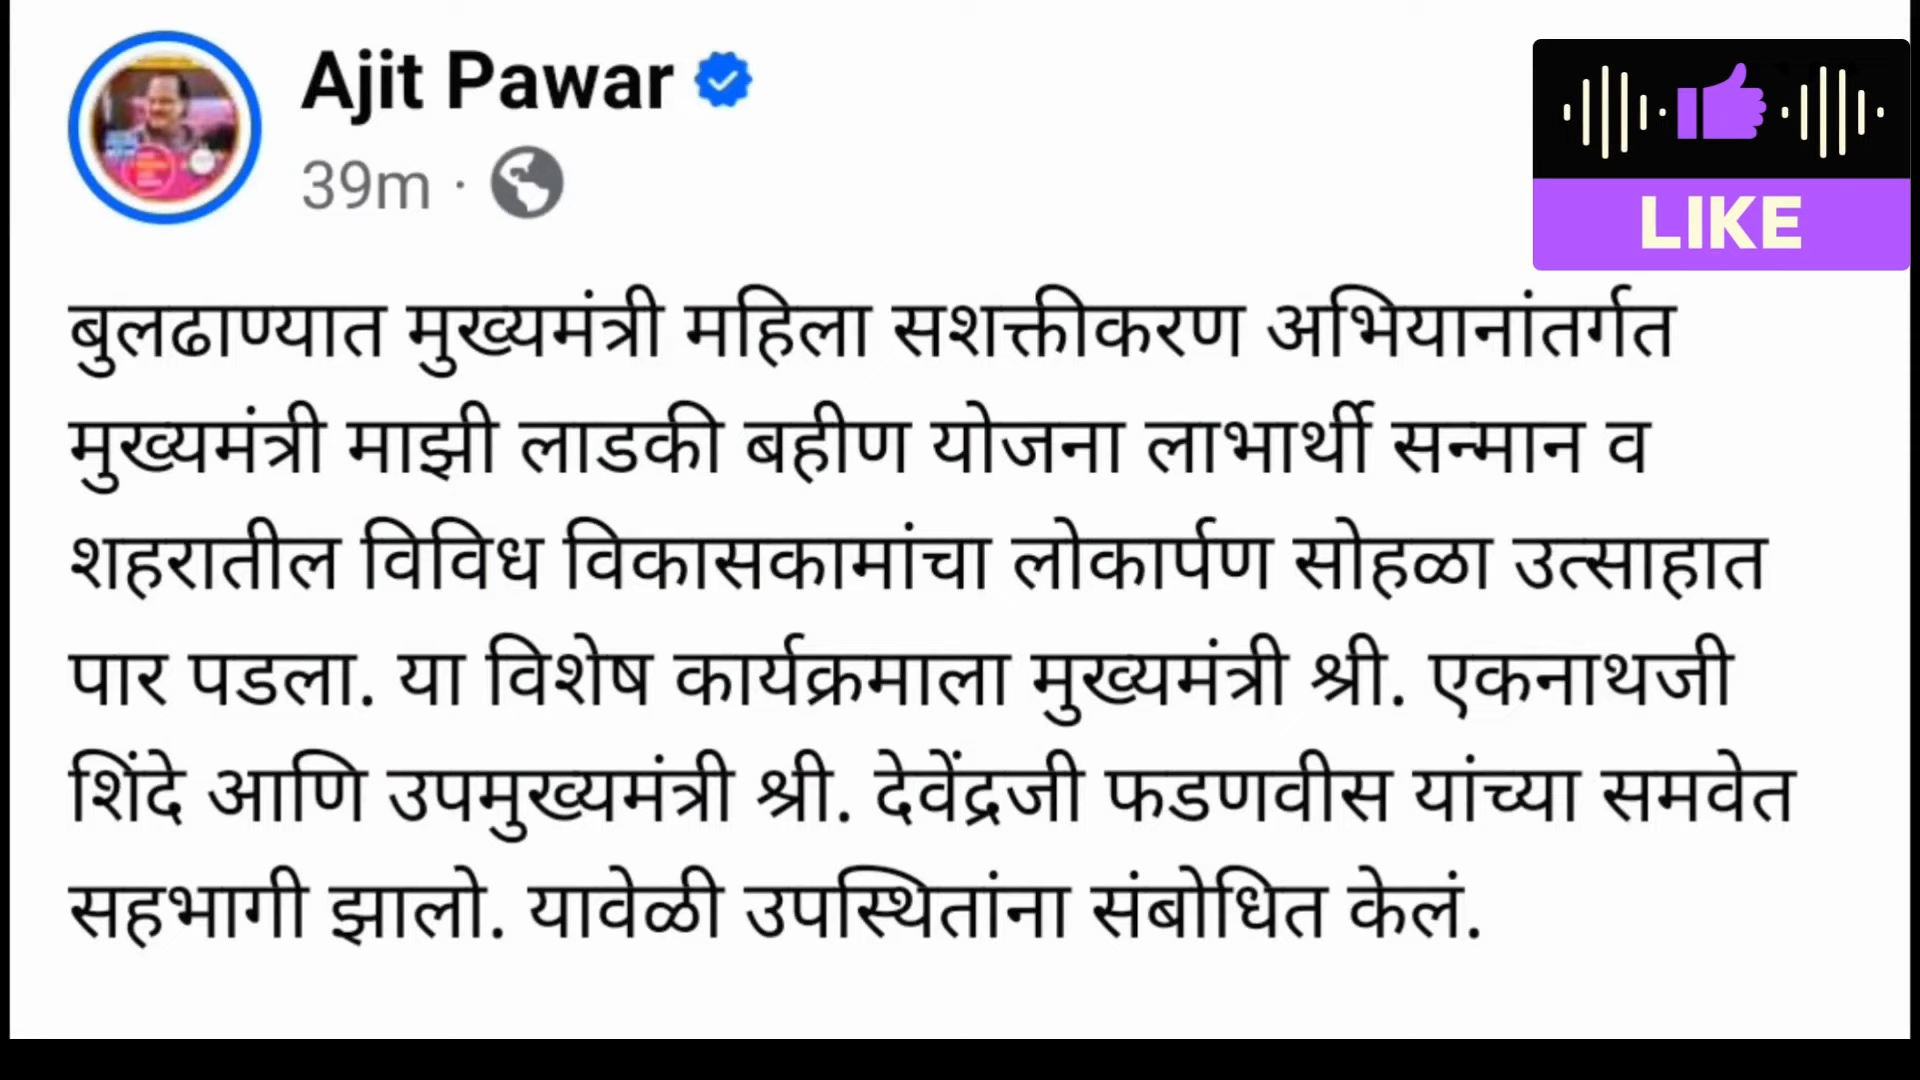 Ajit Pawar
39m ·
LIKE
बुलढाण्यात मुख्यमंत्री महिला सशक्तीकरण अभियानांतर्गत
मुख्यमंत्री माझी लाडकी बहीण योजना लाभार्थी सन्मान व
शहरातील विविध विकासकामांचा लोकार्पण सोहळा उत्साहात
पार पडला. या विशेष कार्यक्रमाला मुख्यमंत्री श्री. एकनाथजी
शिंदे आणि उपमुख्यमंत्री श्री. देवेंद्रजी फडणवीस यांच्या समवेत
सहभागी झालो. यावेळी उपस्थितांना संबोधित केलं.